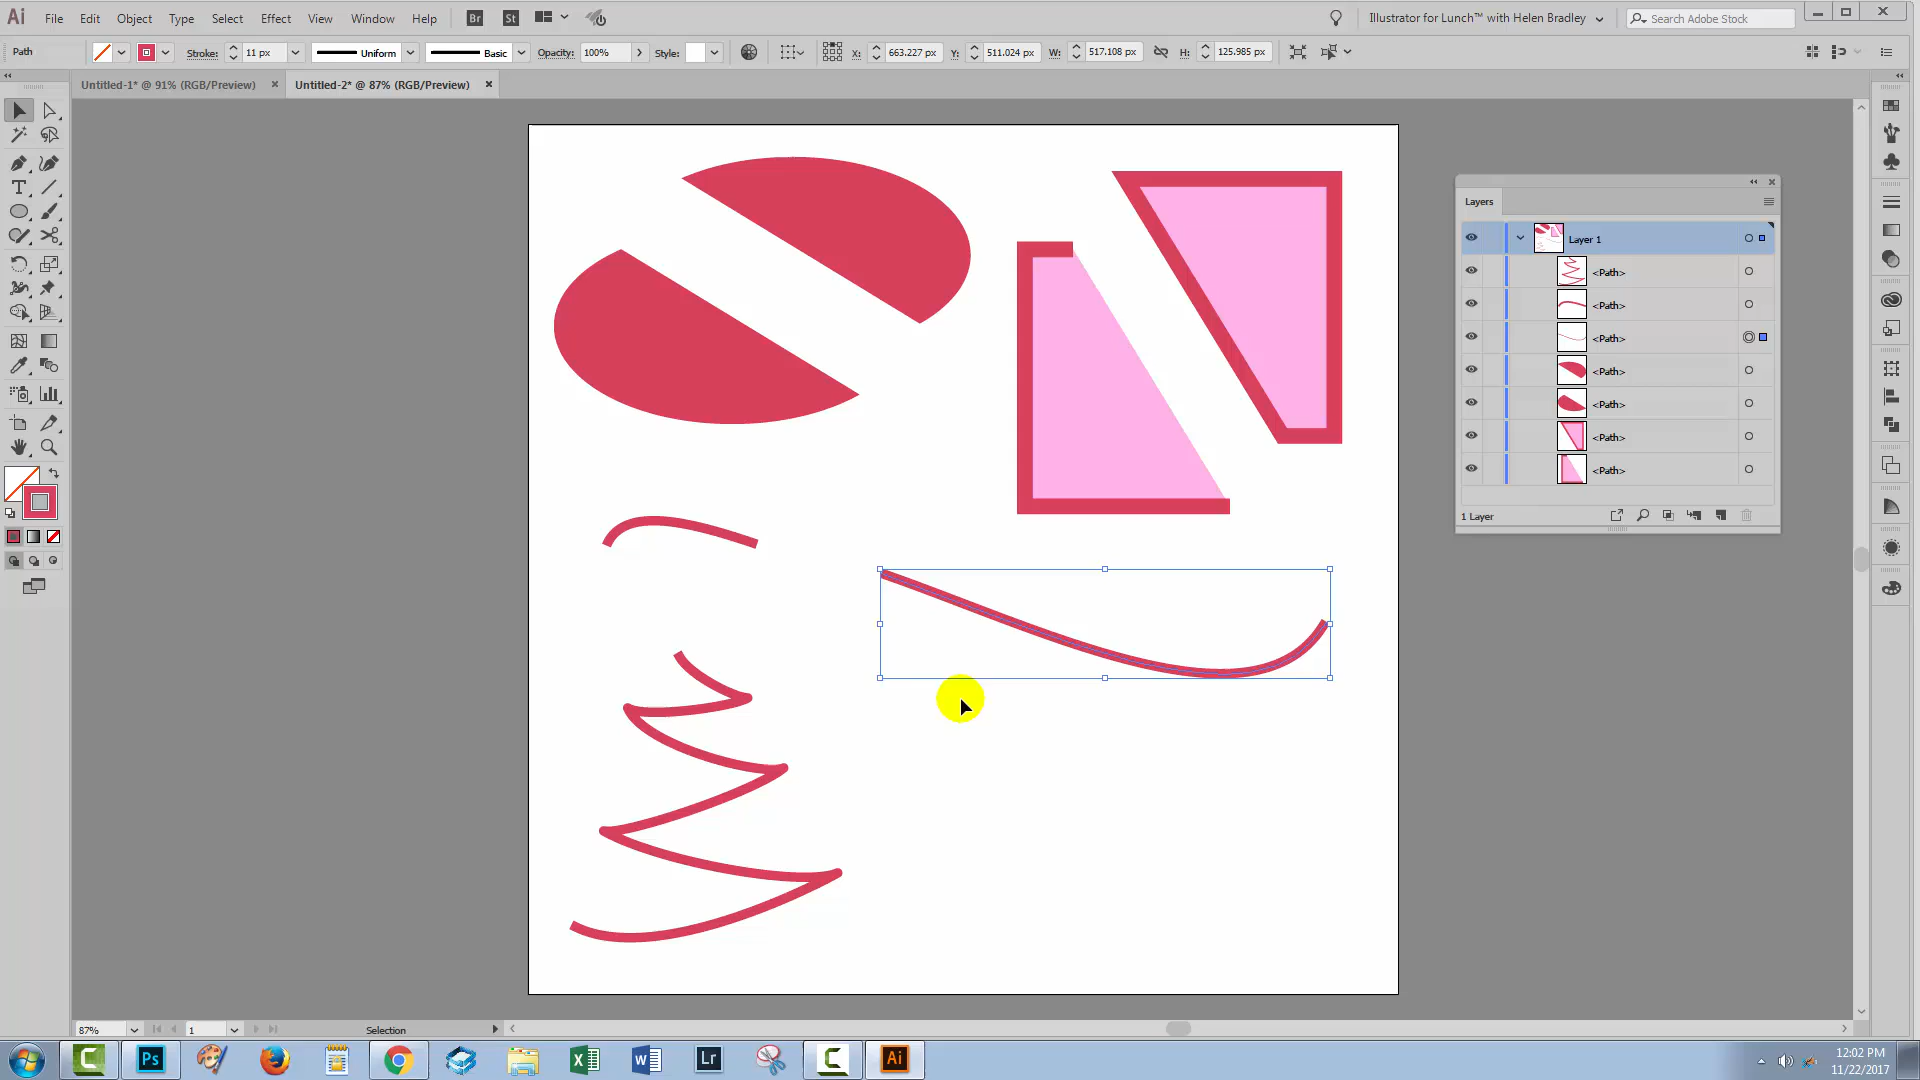 Ai File Edit Object Type Select Effect View Window Help Br St Illustrator for Lunch™ with Helen Bradley Search Adobe Stock
Path Stroke: 11 px Uniform Basic Opacity: 100% Style: X: 663.227 px Y: 511.024 px W: 517.108 px H: 125.985 px
Untitled-1* @ 91% (RGB/Preview) Untitled-2* @ 87% (RGB/Preview)
Layers
Layer 1
<Path>
<Path>
<Path>
<Path>
<Path>
<Path>
<Path>
1 Layer
87% 1 Selection
Ps Lr Ai
12:02 PM
11/22/2017